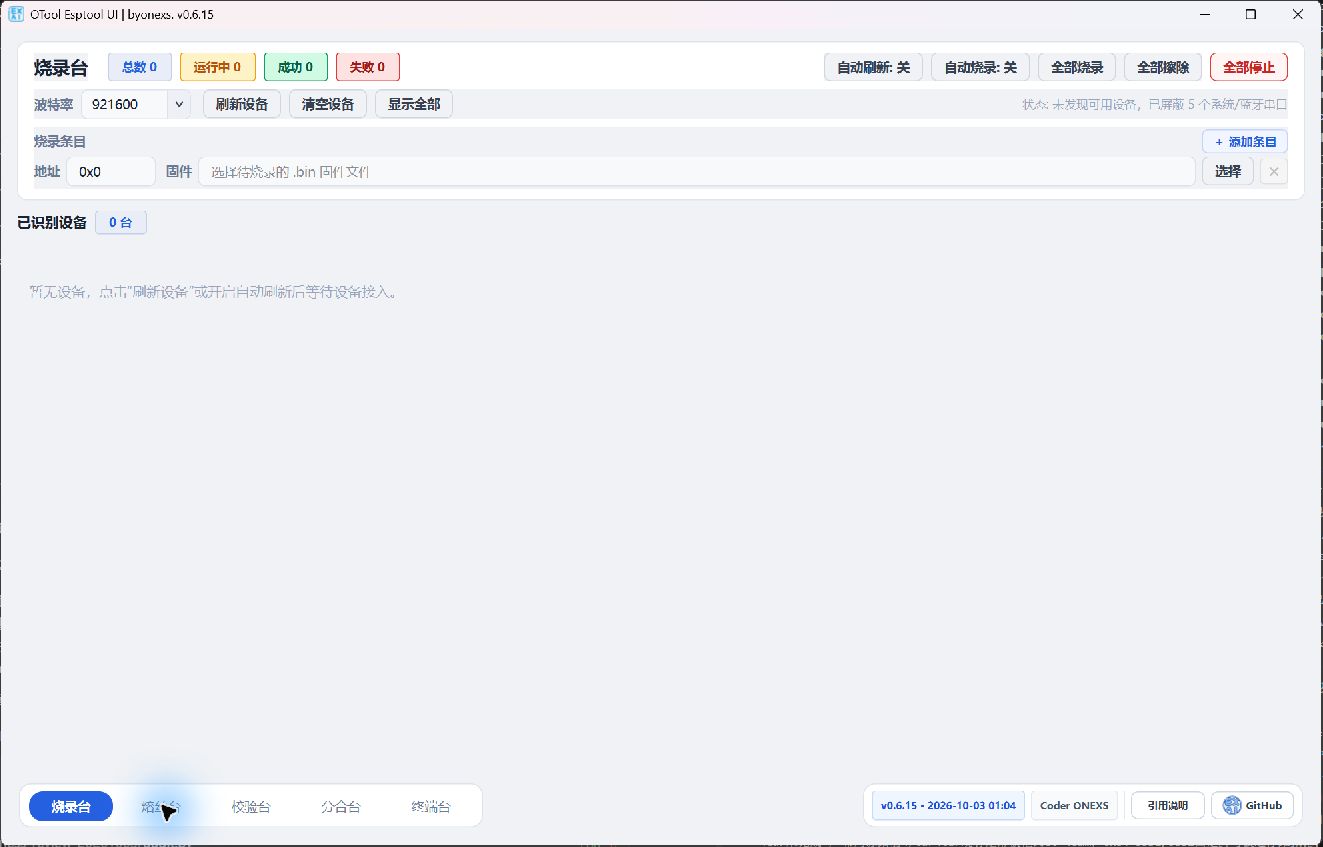 OTool Esptool UI | byonexs. v0.6.15
烧录台 总数 0 运行中 0 成功 0 失败 0 自动刷新: 关 自动烧录: 关 全部烧录 全部擦除 全部停止
波特率 921600 刷新设备 清空设备 显示全部 状态: 未发现可用设备，已屏蔽 5 个系统/蓝牙串口
烧录条目 + 添加条目
地址 0x0 固件 选择待烧录的 .bin 固件文件 选择 ×
已识别设备 0 台
暂无设备，点击"刷新设备"或开启自动刷新后等待设备接入。
烧录台 校验台 分合台 终端台 v0.6.15 - 2026-10-03 01:04 Coder ONEXS 引用说明 GitHub